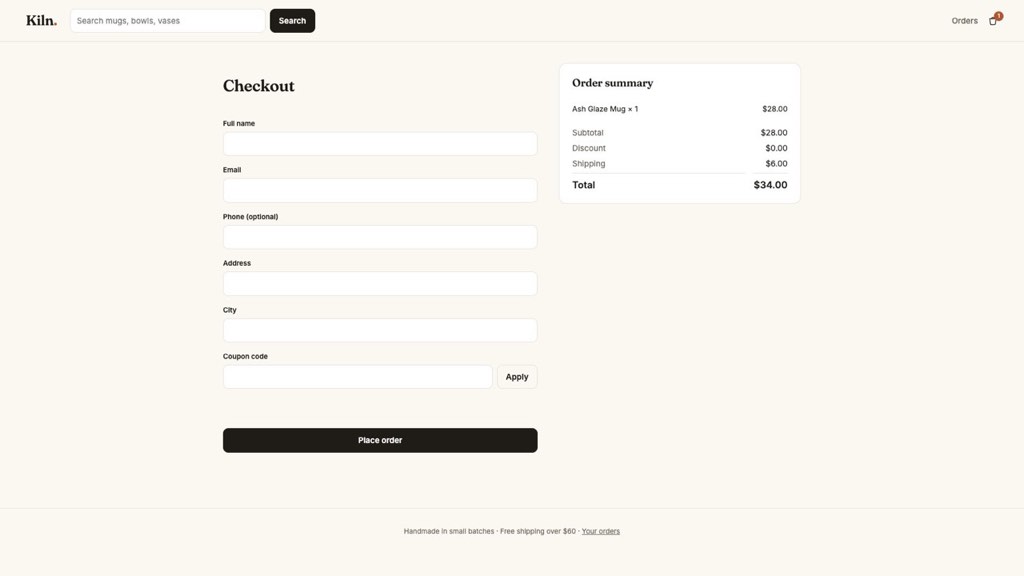 Kiln.
Search mugs, bowls, vases
Search
Orders
1
Checkout
Full name
Email
Phone (optional)
Address
City
Coupon code
Apply
Place order
Order summary
Ash Glaze Mug × 1 $28.00
Subtotal $28.00
Discount $0.00
Shipping $6.00
Total $34.00
Handmade in small batches · Free shipping over $60 · Your orders